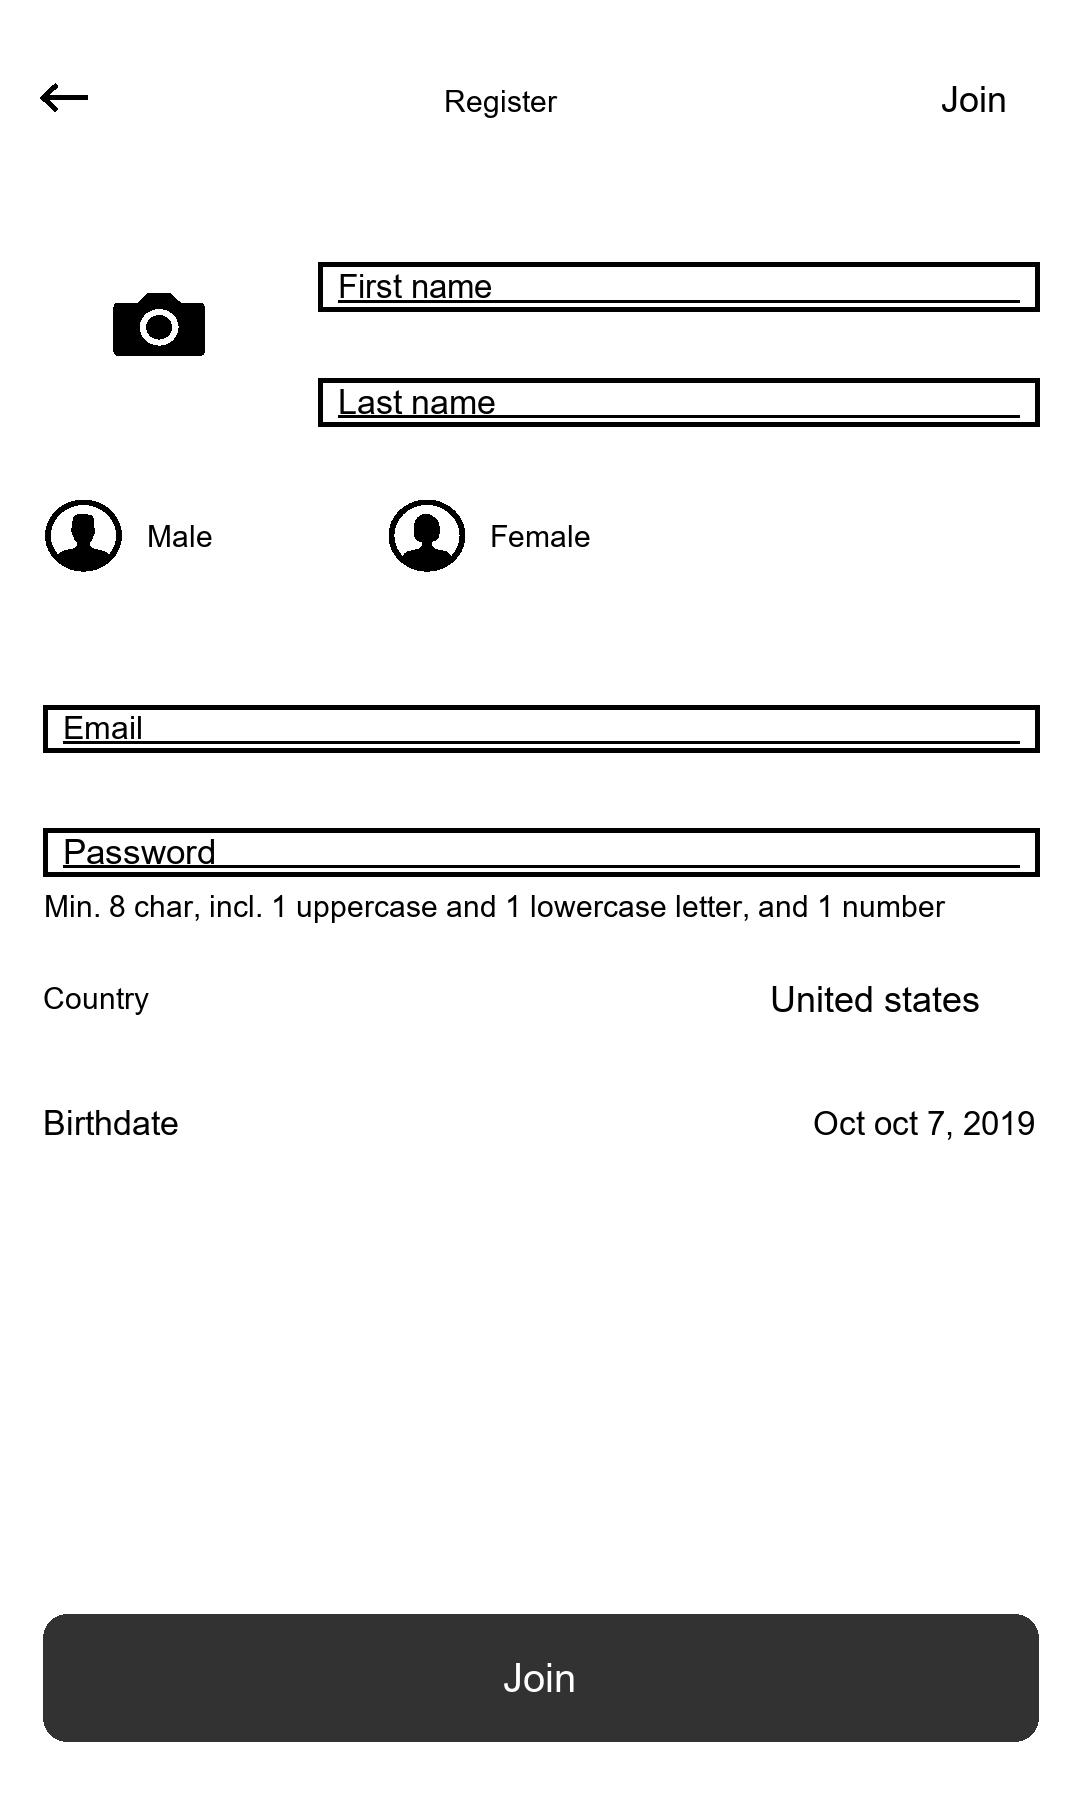 Register
Join
First name
Last name
Male
Female
Email
Password
Min. 8 char, incl. 1 uppercase and 1 lowercase letter, and 1 number
Country
United states
Birthdate
Oct oct 7, 2019
Join